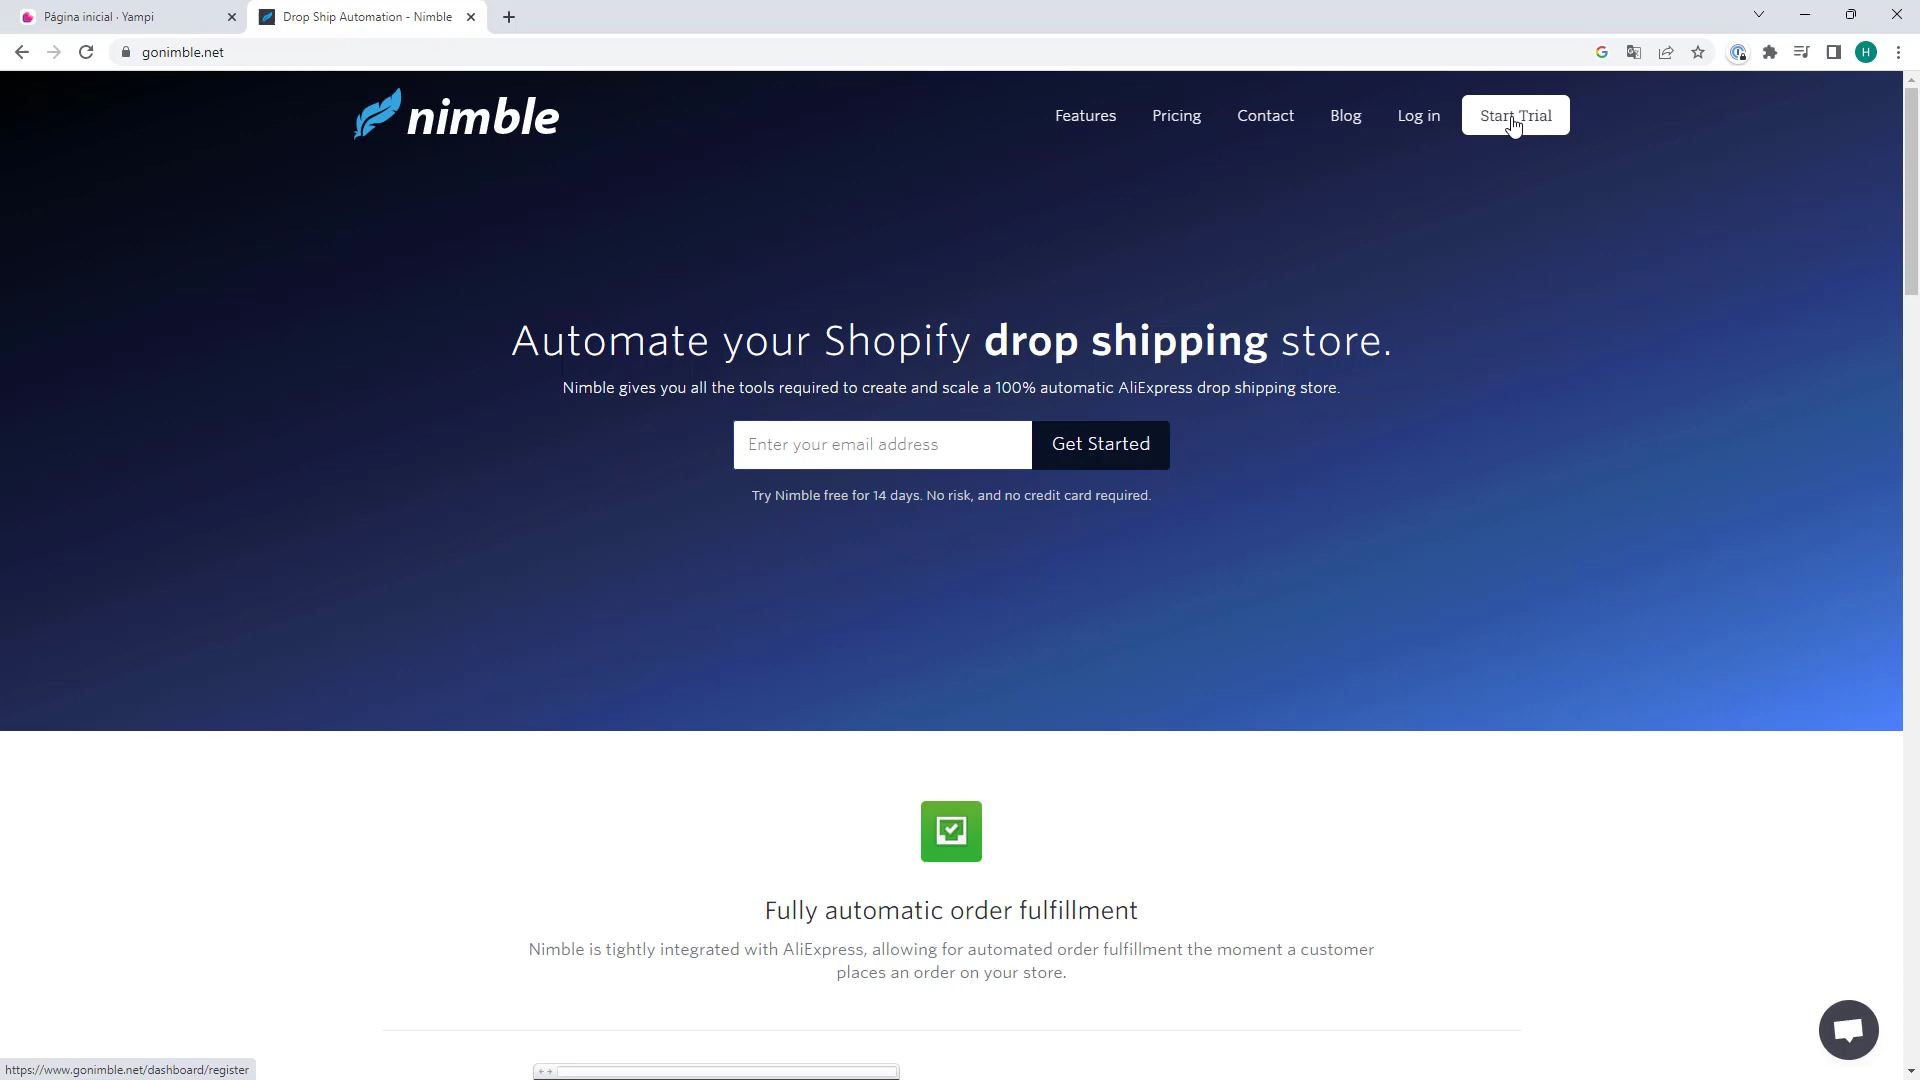 Página inicial · Yampi
Drop Ship Automation - Nimble
gonimble.net
H
nimble
Features
Pricing
Contact
Blog
Log in
Start Trial
Automate your Shopify drop shipping store.
Nimble gives you all the tools required to create and scale a 100% automatic AliExpress drop shipping store.
Enter your email address
Get Started
Try Nimble free for 14 days. No risk, and no credit card required.
Fully automatic order fulfillment
Nimble is tightly integrated with AliExpress, allowing for automated order fulfillment the moment a customer
places an order on your store.
https://www.gonimble.net/dashboard/register